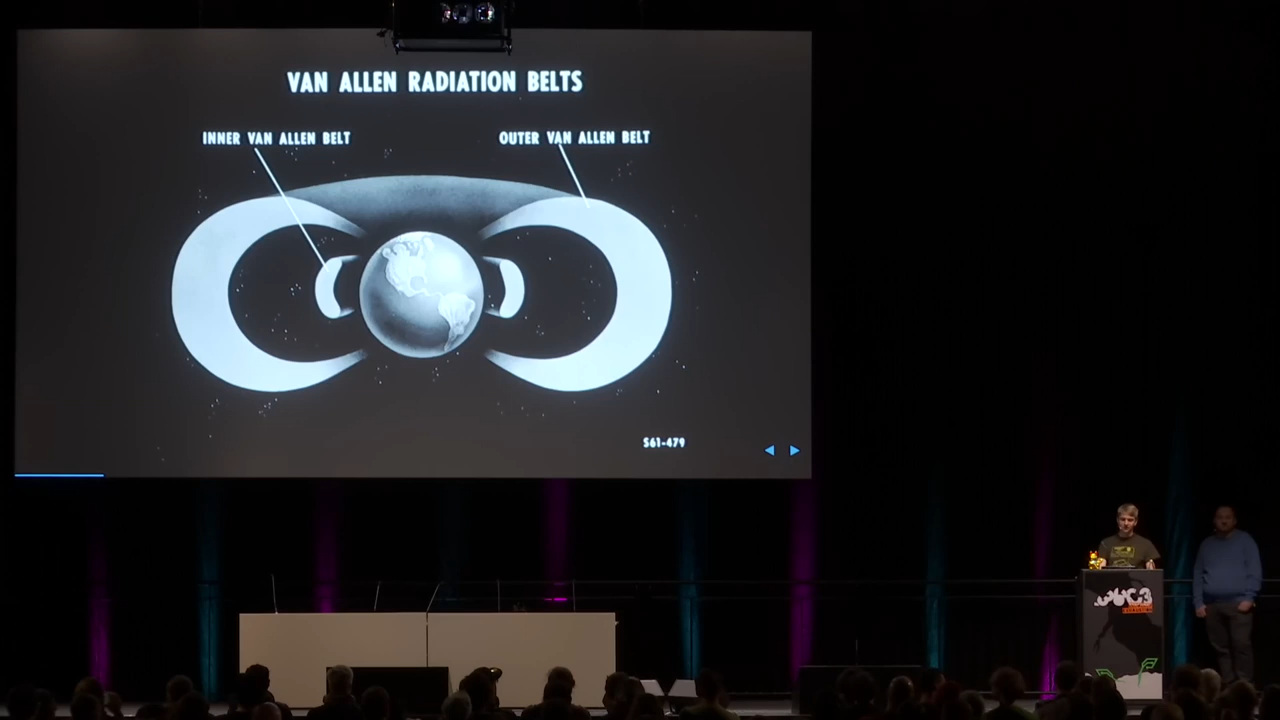 VAN ALLEN RADIATION BELTS
INNER VAN ALLEN BELT
OUTER VAN ALLEN BELT
S61-479